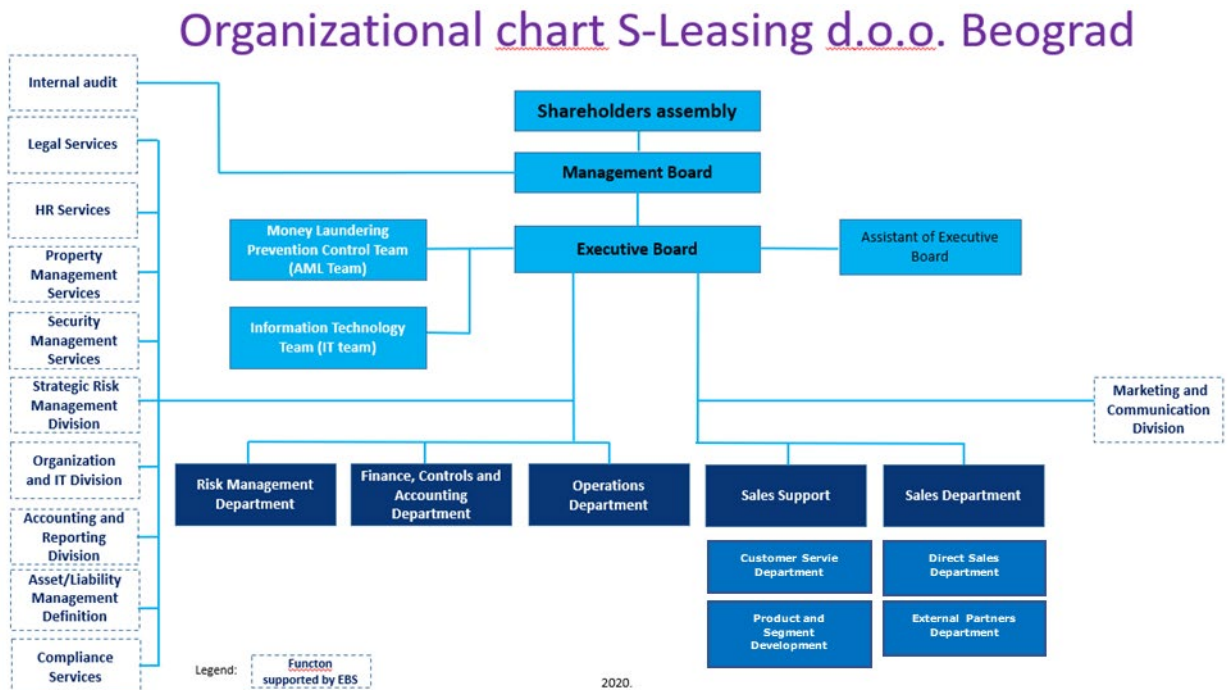 Organizational chart S-Leasing d.o.o. Beograd
Internal audit
Legal Services
HR Services
Property
Management
Services
Security
Management
Services
Strategic Risk
Management
Division
Organization
and IT Division
Accounting and
Reporting
Division
Asset/Liability
Management
Definition
Compliance
Services
Shareholders assembly
Management Board
Executive Board
Money Laundering
Prevention Control Team
(AML Team)
Information Technology
Team (IT team)
Assistant of Executive
Board
Marketing and
Communication
Division
Risk Management
Department
Finance, Controls and
Accounting
Department
Operations
Department
Sales Support
Sales Department
Customer Servie
Department
Direct Sales
Department
Product and
Segment
Development
External Partners
Department
Legend:
Functon
supported by EBS
2020.